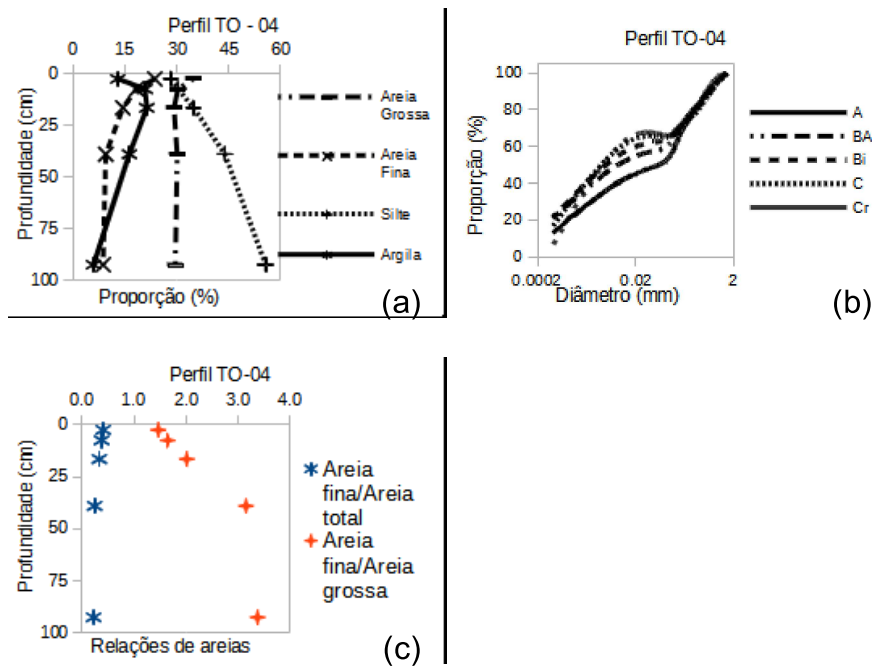 Perfil TO - 04
0 15 30 45 60
0
25
50
75
100
Profundidade (cm)
Proporção (%)
Areia
Grossa
Areia
Fina
Silte
Argila
(a)
Perfil TO-04
100
80
60
40
20
0
Proporção (%)
0.0002 0.02 2
Diâmetro (mm)
A
BA
Bi
C
Cr
(b)
Perfil TO-04
0.0 1.0 2.0 3.0 4.0
0
25
50
75
100
Profundidade (cm)
Relações de areias
Areia
fina/Areia
total
Areia
fina/Areia
grossa
(c)